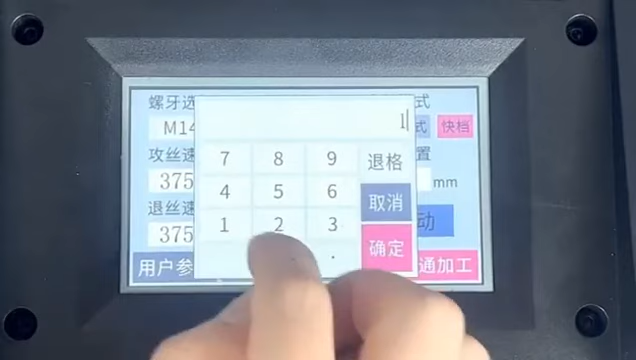 螺牙选
式
1
M14
式 快档
7 8 9 退格
攻丝速
置
375
4 5 6 取消
mm
退丝速
1 2 3 确定
动
375
.
用户参
通加工